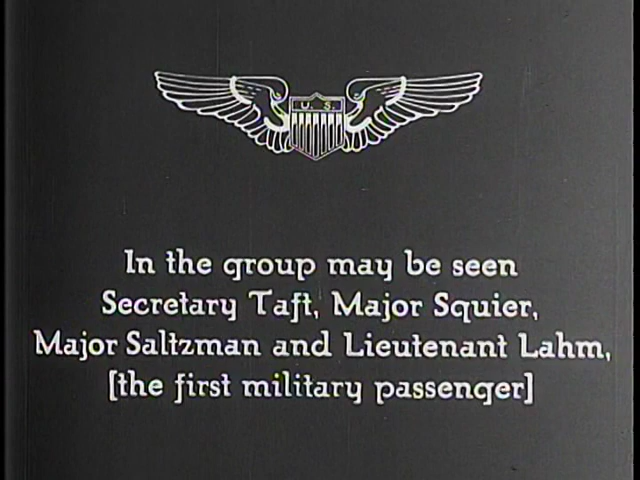 U. S.
In the group may be seen
Secretary Taft, Major Squier,
Major Saltzman and Lieutenant Lahm,
[the first military passenger]